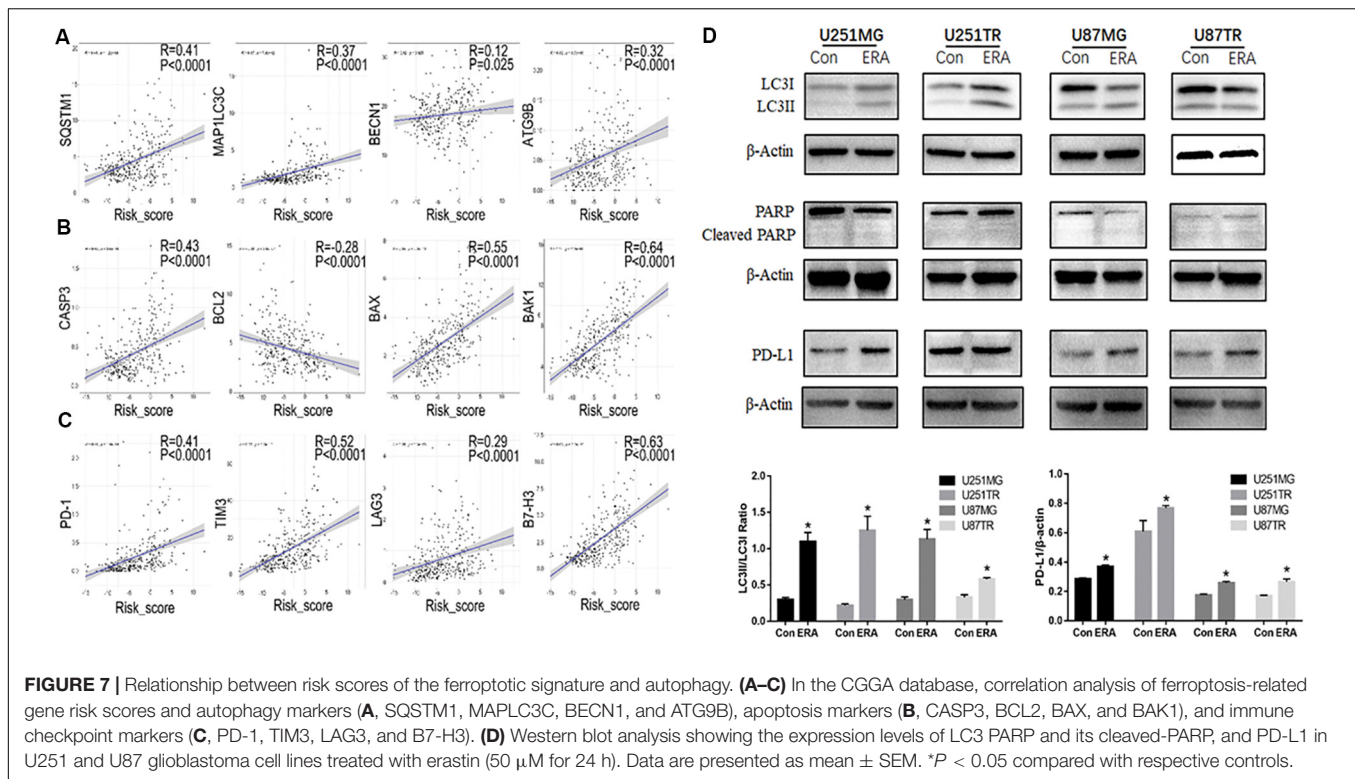 A
R=0.41
P<0.0001
SQSTM1
Risk_score
R=0.37
P<0.0001
MAP1LC3C
Risk_score
R=0.12
P=0.025
BECN1
Risk_score
R=0.32
P<0.0001
ATG9B
Risk_score
B
R=0.43
P<0.0001
CASP3
Risk_score
R=-0.28
P<0.0001
BCL2
Risk_score
R=0.55
P<0.0001
BAX
Risk_score
R=0.64
P<0.0001
BAK1
Risk_score
C
R=0.41
P<0.0001
PD-1
Risk_score
R=0.52
P<0.0001
TIM3
Risk_score
R=0.29
P<0.0001
LAG3
Risk_score
R=0.63
P<0.0001
B7-H3
Risk_score
D
U251MG U251TR U87MG U87TR
Con ERA Con ERA Con ERA Con ERA
LC3I
LC3II
β-Actin
PARP
Cleaved PARP
β-Actin
PD-L1
β-Actin
LC3II/LC3I Ratio
2.0
1.5
1.0
0.5
0.0
U251MG
U251TR
U87MG
U87TR
* * * *
Con ERA Con ERA Con ERA Con ERA
PD-L1/β-actin
1.0
0.8
0.6
0.4
0.2
0.0
U251MG
U251TR
U87MG
U87TR
* * * *
Con ERA Con ERA Con ERA Con ERA
FIGURE 7 | Relationship between risk scores of the ferroptotic signature and autophagy. (A–C) In the CGGA database, correlation analysis of ferroptosis-related
gene risk scores and autophagy markers (A, SQSTM1, MAPLC3C, BECN1, and ATG9B), apoptosis markers (B, CASP3, BCL2, BAX, and BAK1), and immune
checkpoint markers (C, PD-1, TIM3, LAG3, and B7-H3). (D) Western blot analysis showing the expression levels of LC3 PARP and its cleaved-PARP, and PD-L1 in
U251 and U87 glioblastoma cell lines treated with erastin (50 μM for 24 h). Data are presented as mean ± SEM. *P < 0.05 compared with respective controls.